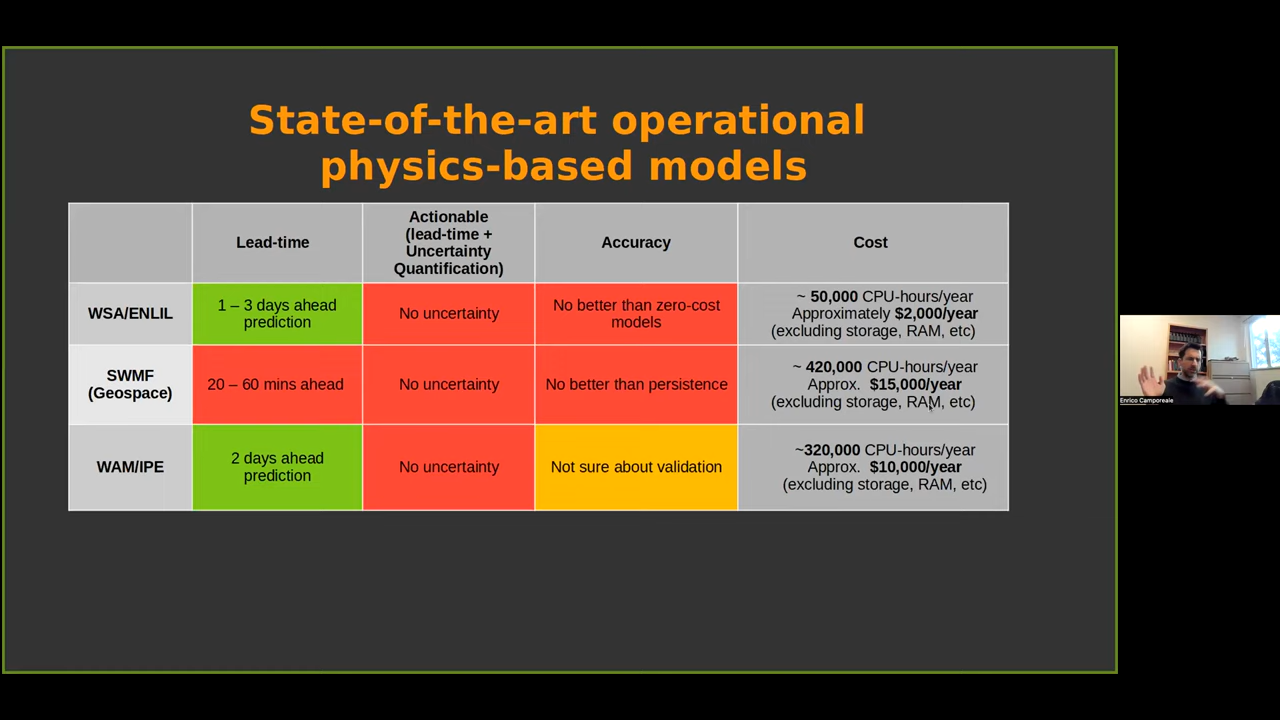 State-of-the-art operational
physics-based models
Lead-time
Actionable
(lead-time +
Uncertainty
Quantification)
Accuracy
Cost
WSA/ENLIL
1 – 3 days ahead
prediction
No uncertainty
No better than zero-cost
models
~ 50,000 CPU-hours/year
Approximately $2,000/year
(excluding storage, RAM, etc)
SWMF
(Geospace)
20 – 60 mins ahead
No uncertainty
No better than persistence
~ 420,000 CPU-hours/year
Approx. $15,000/year
(excluding storage, RAM, etc)
WAM/IPE
2 days ahead
prediction
No uncertainty
Not sure about validation
~320,000 CPU-hours/year
Approx. $10,000/year
(excluding storage, RAM, etc)
Enrico Camporeale